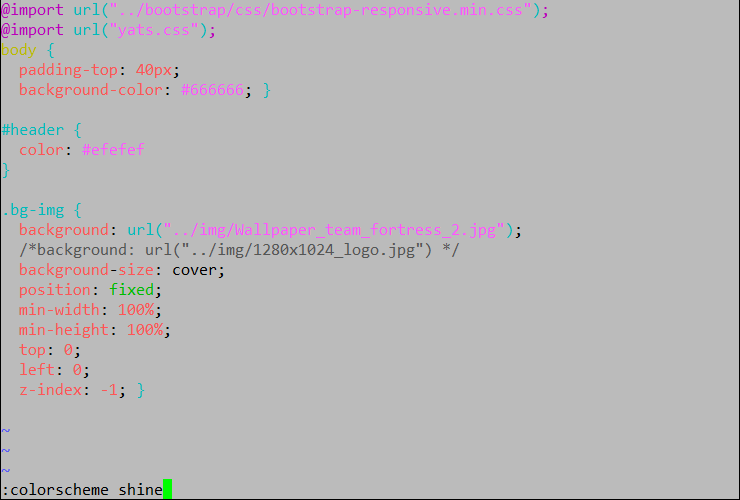 @import url("../bootstrap/css/bootstrap-responsive.min.css");
@import url("yats.css");
body {
  padding-top: 40px;
  background-color: #666666; }

#header {
  color: #efefef
}

.bg-img {
  background: url("../img/Wallpaper_team_fortress_2.jpg");
  /*background: url("../img/1280x1024_logo.jpg") */
  background-size: cover;
  position: fixed;
  min-width: 100%;
  min-height: 100%;
  top: 0;
  left: 0;
  z-index: -1; }

~
~
~
:colorscheme shine